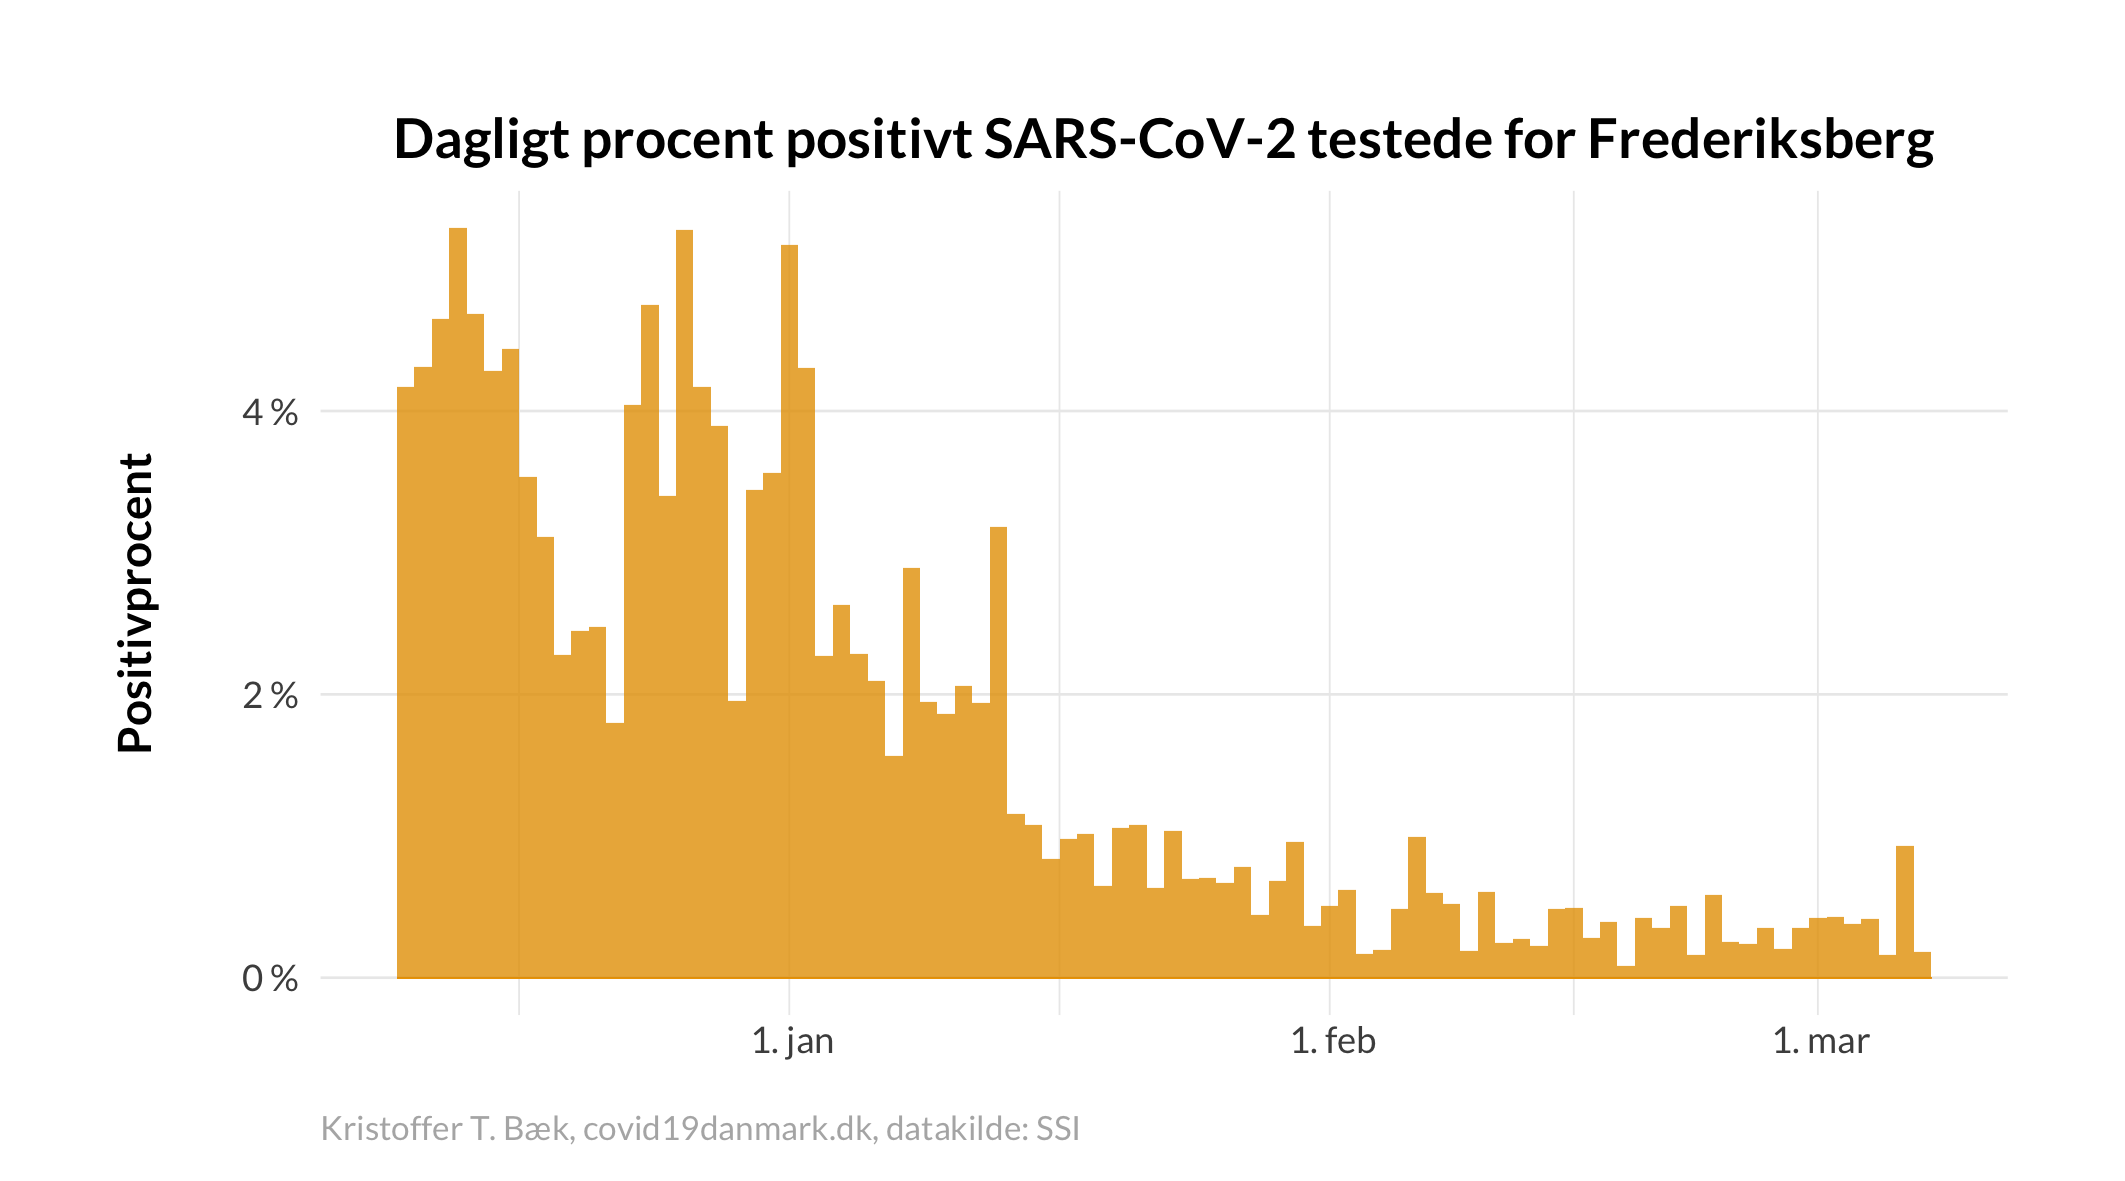 Dagligt procent positivt SARS-CoV-2 testede for Frederiksberg
Positivprocent
4 %
2 %
0 %
1. jan
1. feb
1. mar
Kristoffer T. Bæk, covid19danmark.dk, datakilde: SSI